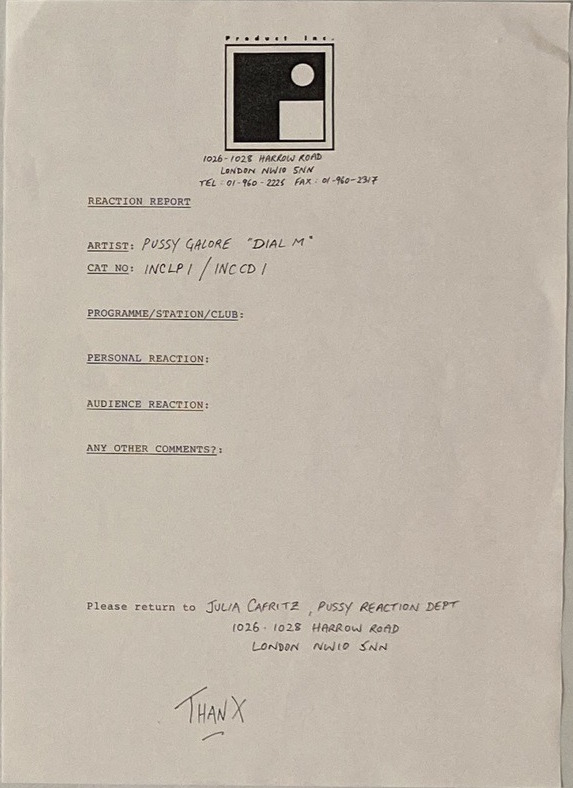 Product Inc.
1026-1028 HARROW ROAD
LONDON NW10 5NN
TEL : 01-960-2225 FAX : 01-960-2317
REACTION REPORT
ARTIST: PUSSY GALORE "DIAL M"
CAT NO: INCLP1 / INCCD1
PROGRAMME/STATION/CLUB:
PERSONAL REACTION:
AUDIENCE REACTION:
ANY OTHER COMMENTS?:
Please return to JULIA CAFRITZ, PUSSY REACTION DEPT
1026-1028 HARROW ROAD
LONDON NW10 5NN
THANX